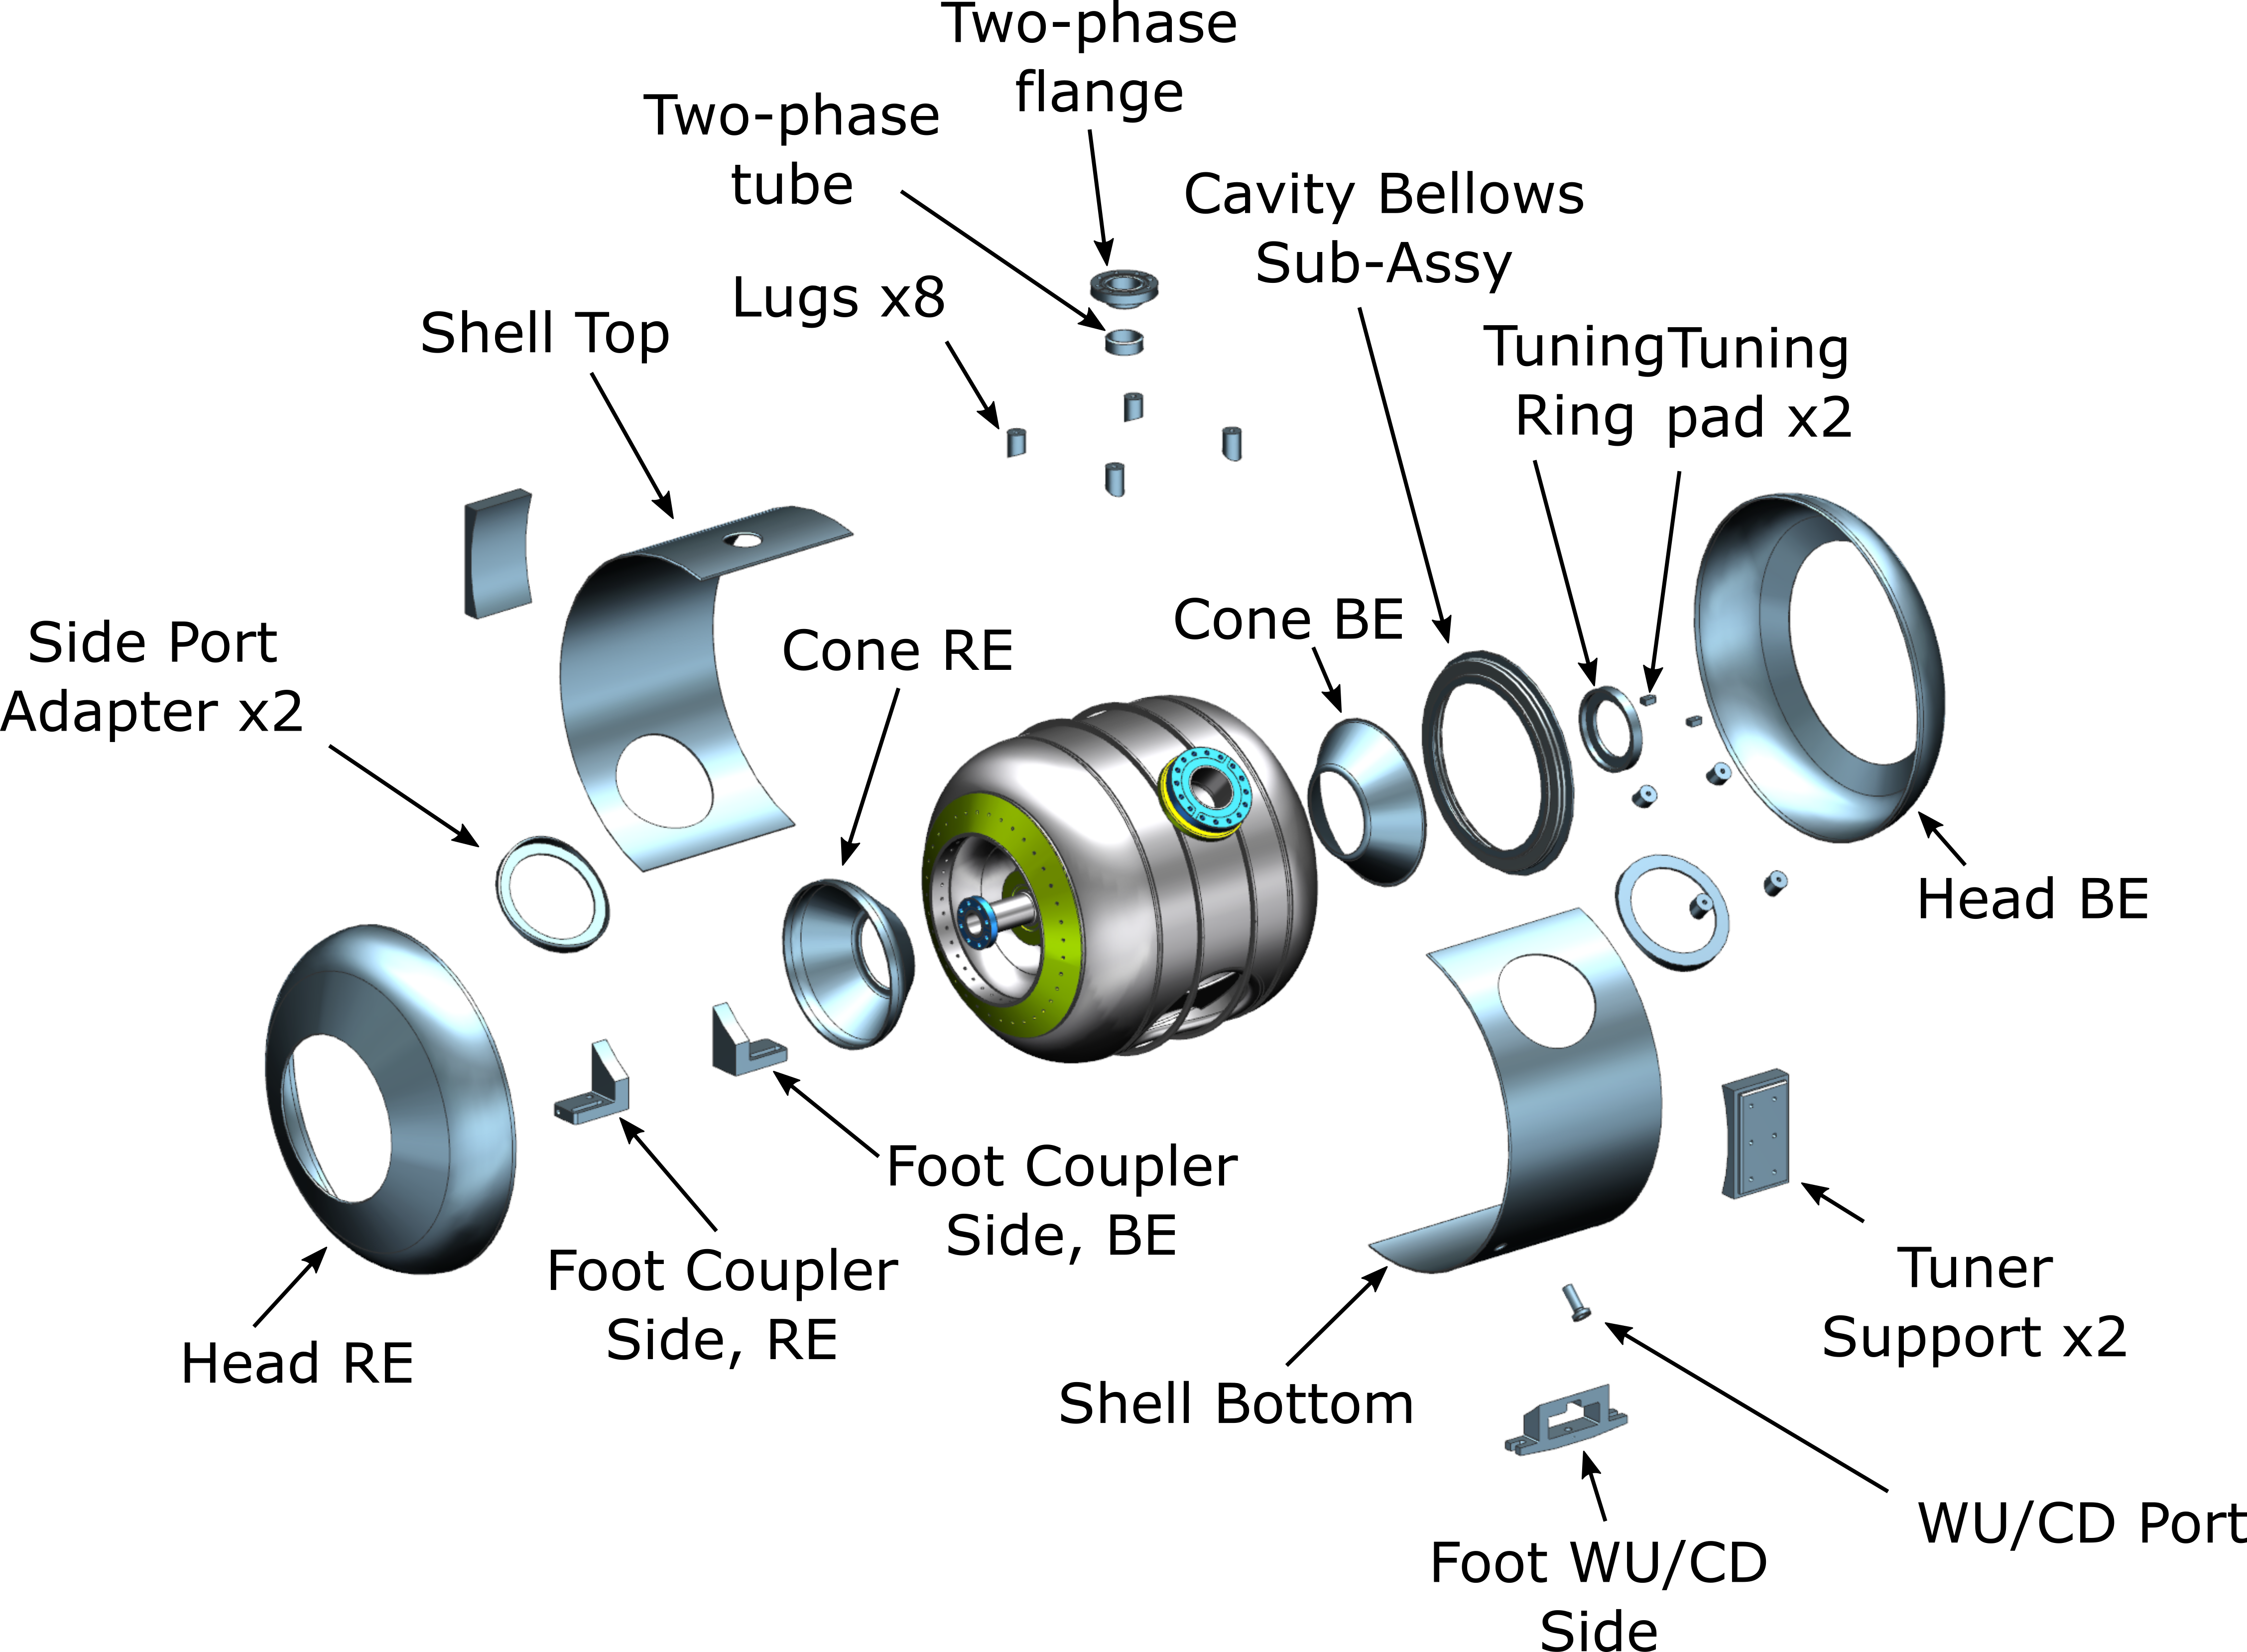 Two-phase
flange
Two-phase
tube
Cavity Bellows
Sub-Assy
Lugs x8
Shell Top
Tuning
Ring
Tuning
pad x2
Side Port
Adapter x2
Cone RE
Cone BE
Head BE
Foot Coupler
Side, BE
Foot Coupler
Side, RE
Head RE
Tuner
Support x2
Shell Bottom
WU/CD Port
Foot WU/CD
Side